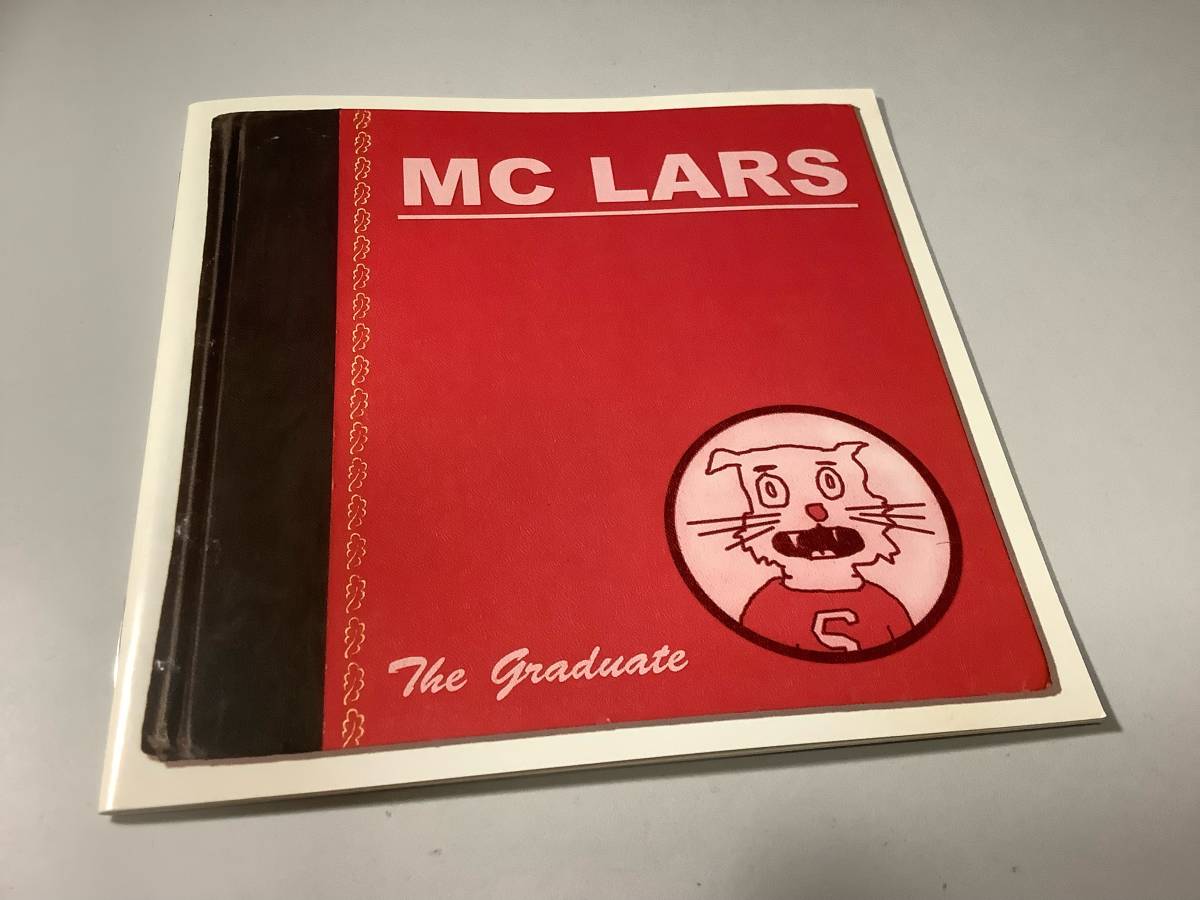 MC LARS
S
The Graduate